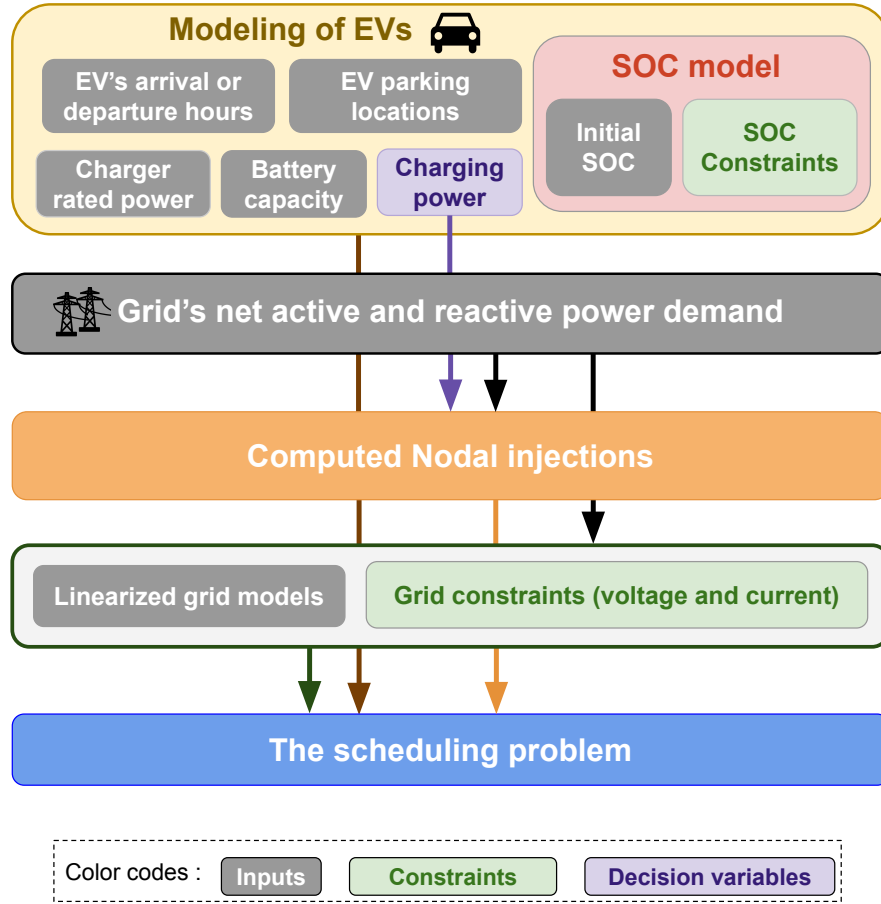 Modeling of EVs
EV's arrival or
departure hours
EV parking
locations
Charger
rated power
Battery
capacity
Charging
power
SOC model
Initial
SOC
SOC
Constraints
Grid's net active and reactive power demand
Computed Nodal injections
Linearized grid models
Grid constraints (voltage and current)
The scheduling problem
Color codes :
Inputs
Constraints
Decision variables